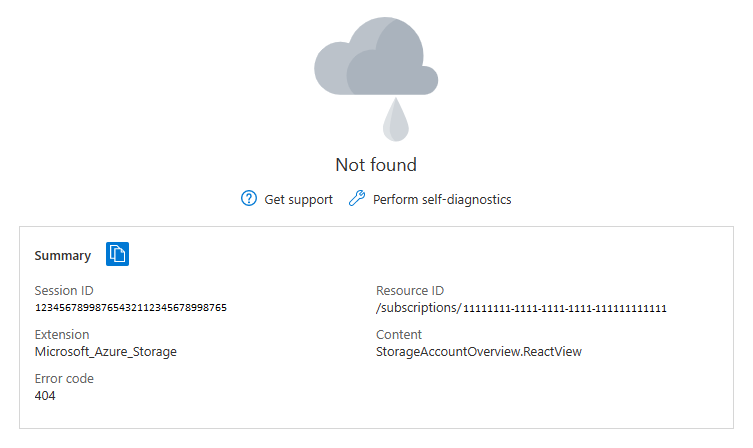 Not found
Get support Perform self-diagnostics
Summary
Session ID
12345678998765432112345678998765
Resource ID
/subscriptions/11111111-1111-1111-1111-111111111111
Extension
Microsoft_Azure_Storage
Content
StorageAccountOverview.ReactView
Error code
404